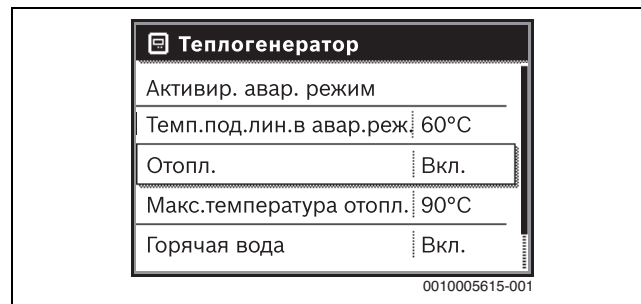 Теплогенератор
Активир. авар. режим
Темп.под.лин.в авар.реж. 60°C
Отопл. Вкл.
Макс.температура отопл. 90°C
Горячая вода Вкл.
0010005615-001